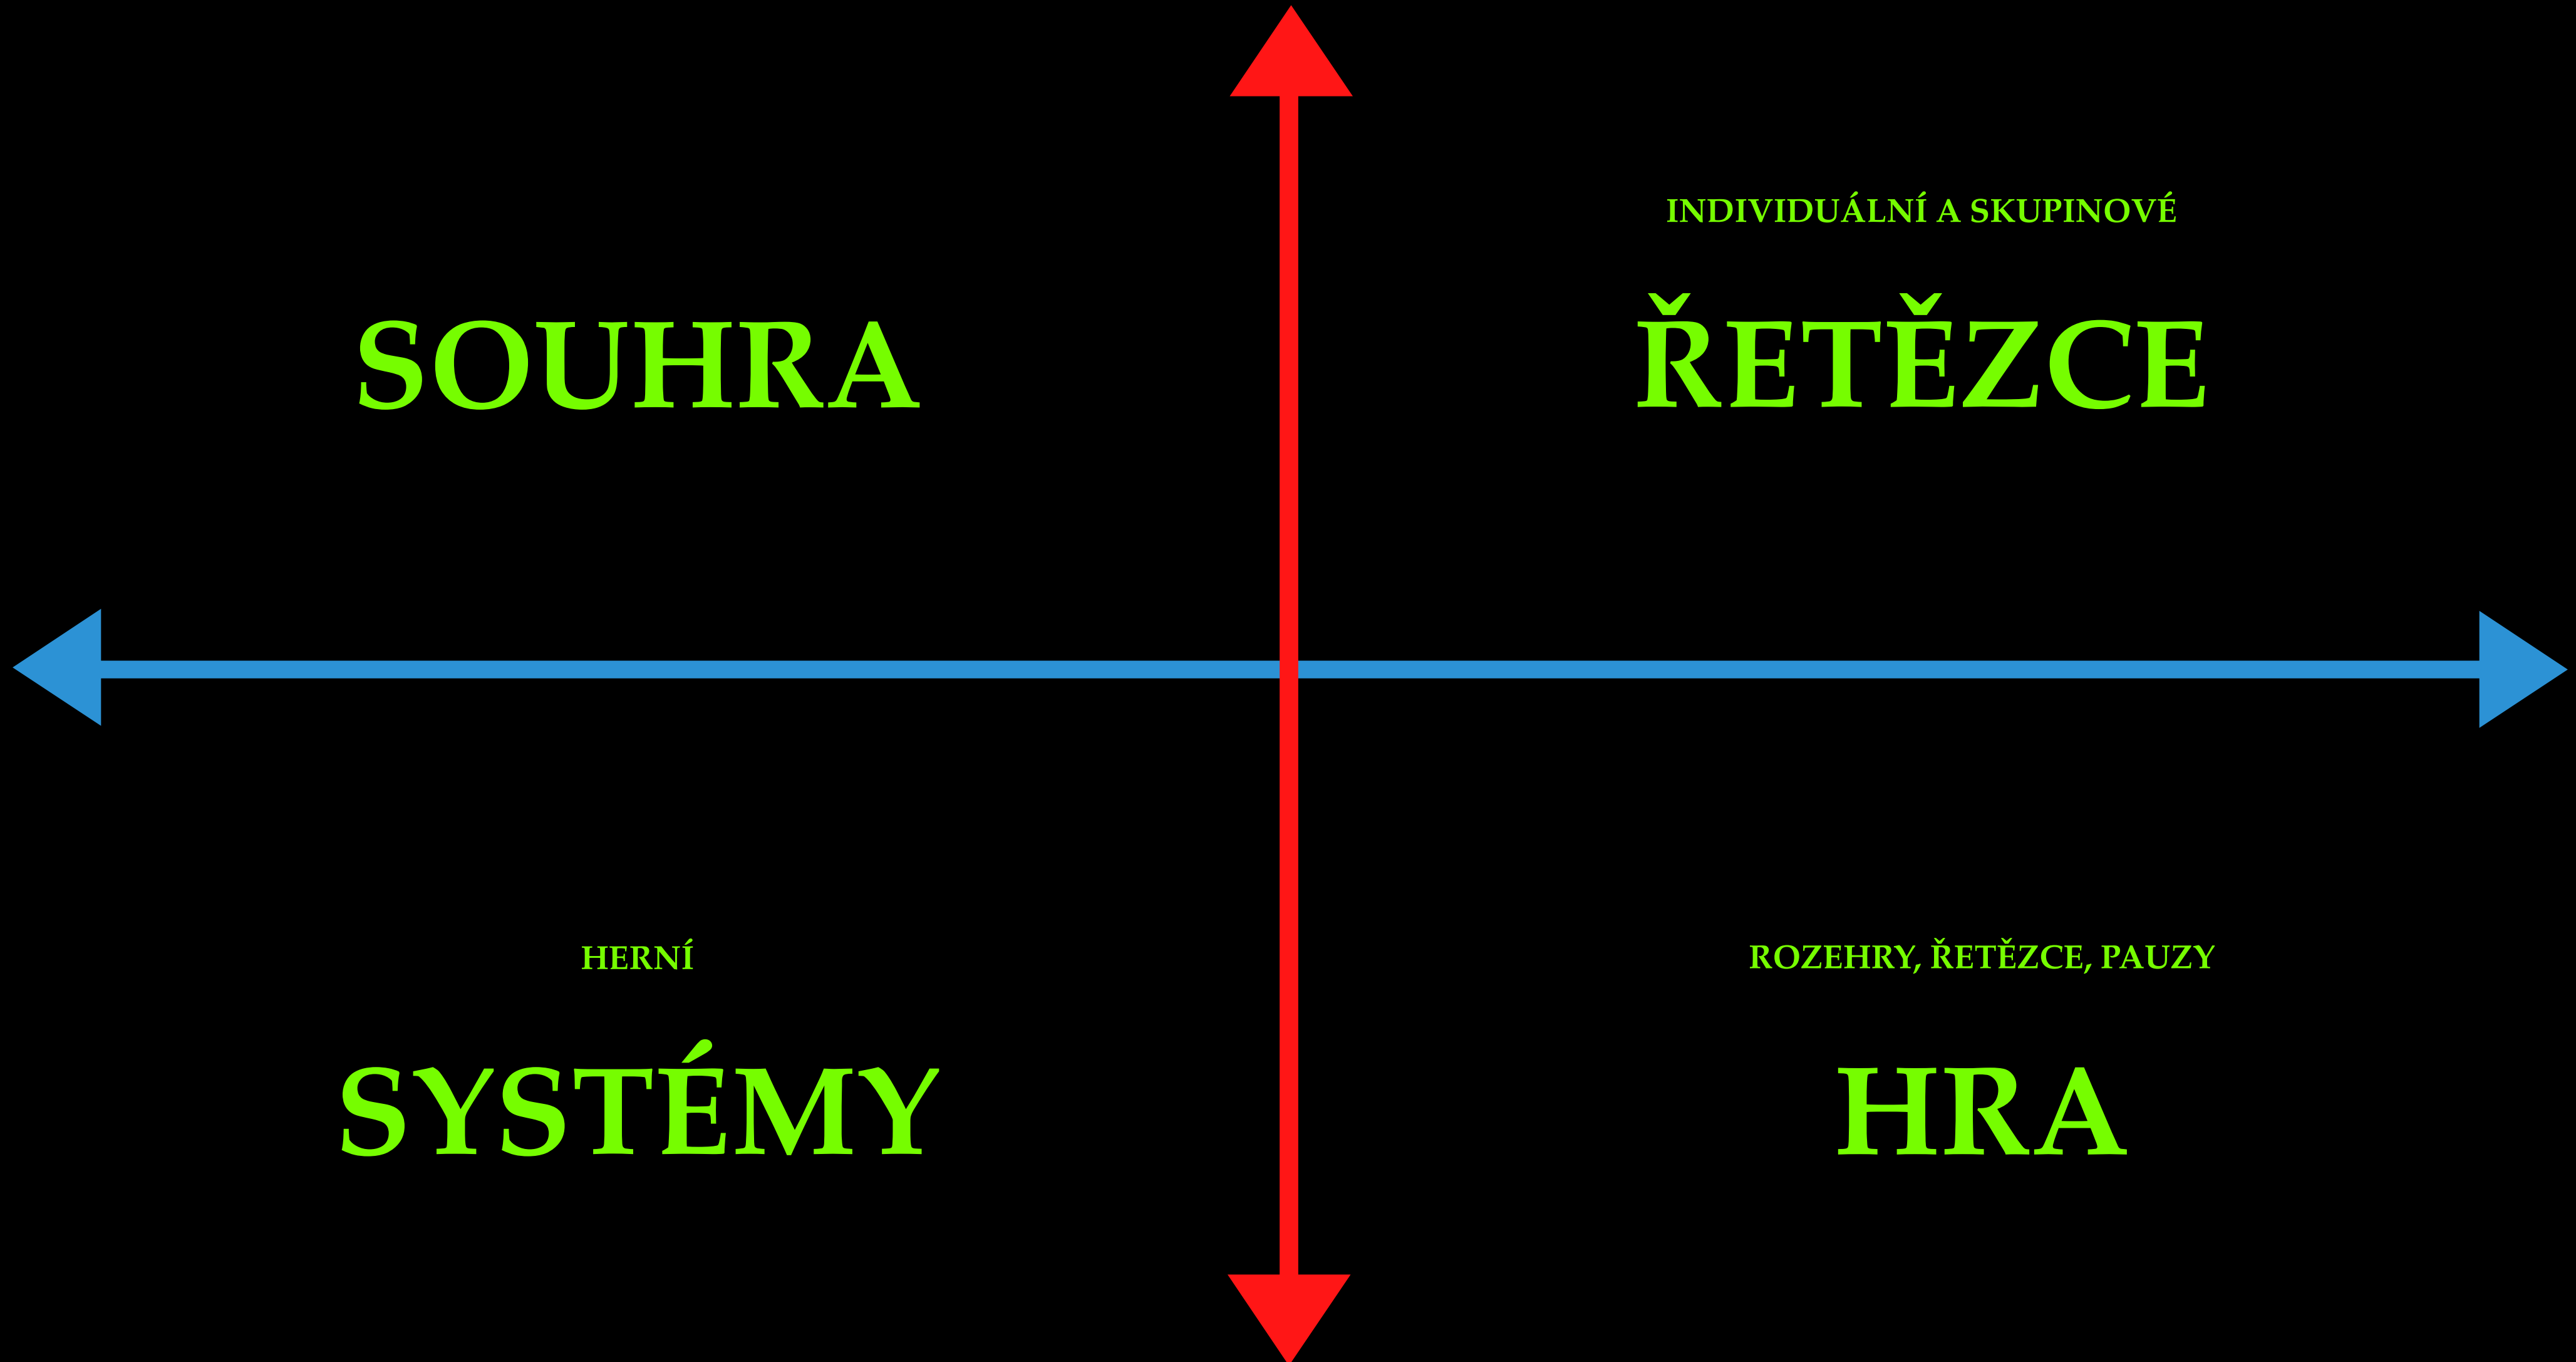 SOUHRA
INDIVIDUÁLNÍ A SKUPINOVÉ
ŘETĚZCE
HERNÍ
SYSTÉMY
ROZEHRY, ŘETĚZCE, PAUZY
HRA